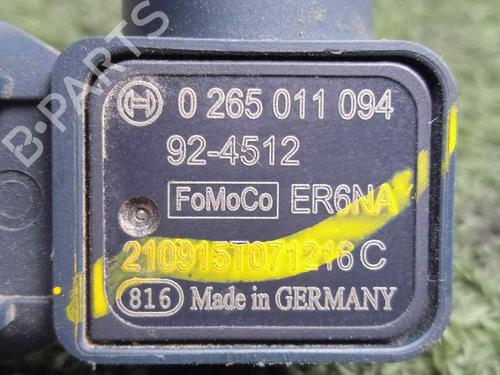 0 265 011 094
92-4512
FoMoCo ER6NA
210915T071216 C
816 Made in GERMANY
B-PARTS